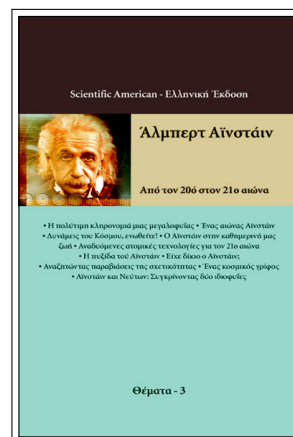 Scientific American - Ελληνική Έκδοση
Άλμπερτ Αϊνστάιν
Από τον 20ό στον 21ο αιώνα
• Η πολύτιμη κληρονομιά μιας μεγαλοφυΐας • Ένας αιώνας Αϊνστάιν
• Δυνάμεις του Κόσμου, ενωθείτε! • Ο Αϊνστάιν στην καθημερινή μας
ζωή • Αναδυόμενες ατομικές τεχνολογίες για τον 21ο αιώνα
• Η πυξίδα τού Αϊνστάιν • Είχε δίκιο ο Αϊνστάιν;
• Αναζητώντας παραβιάσεις της σχετικότητας • Ένας κοσμικός γρίφος
• Αϊνστάιν και Νεύτων: Συγκρίνοντας δύο ιδιοφυΐες
Θέματα - 3